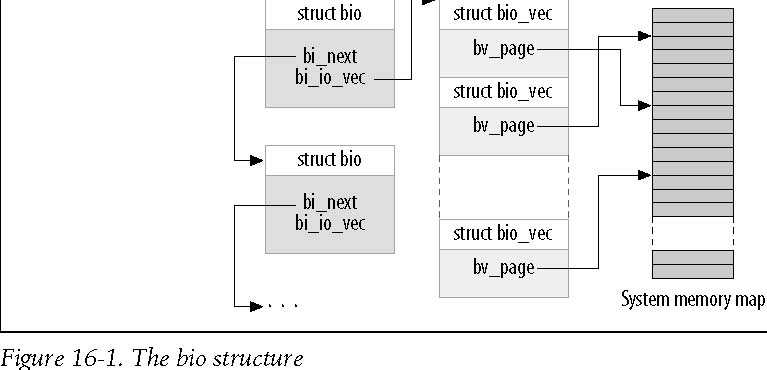 struct bio
bi_next
bi_io_vec
struct bio
bi_next
bi_io_vec
. . .
struct bio_vec
bv_page
struct bio_vec
bv_page
struct bio_vec
bv_page
System memory map
Figure 16-1. The bio structure